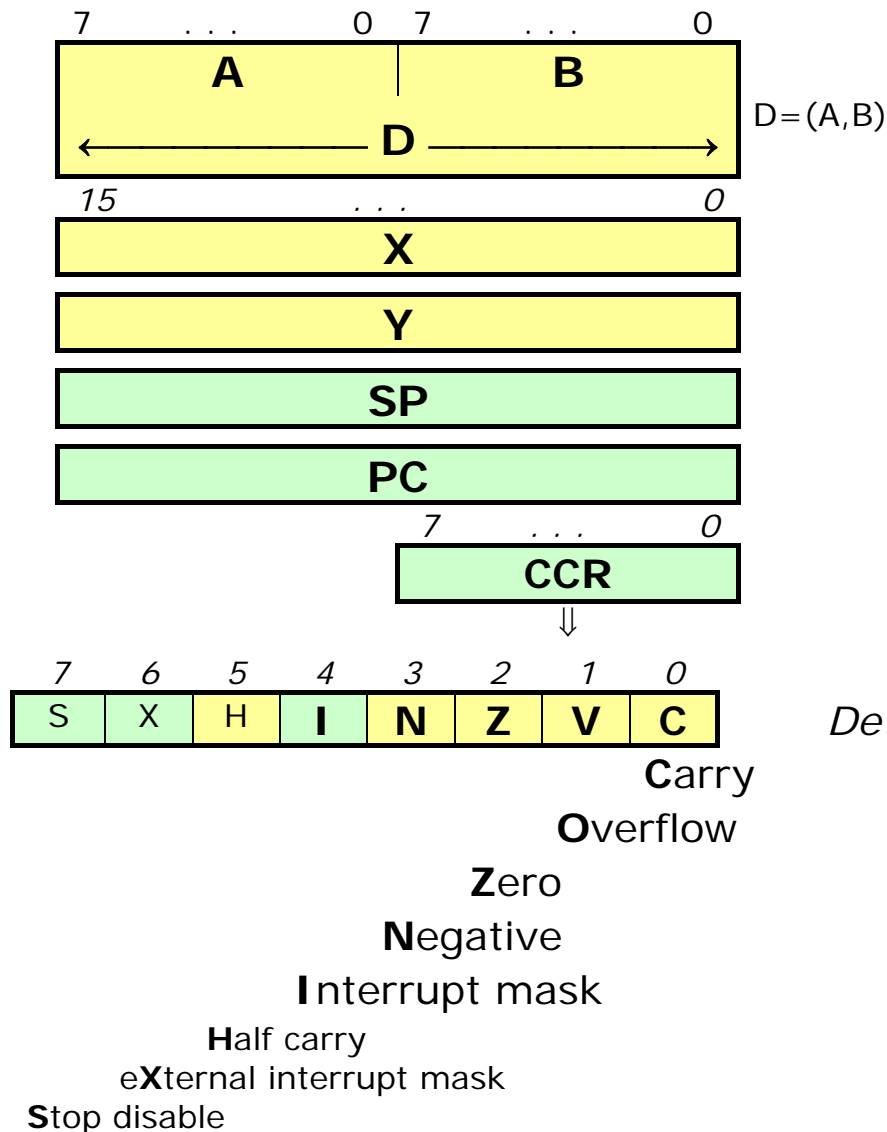 7 . . . 0 7 . . . 0
A B
D=(A,B)
D
15 . . . 0
X
Y
SP
PC
7 . . . 0
CCR
⇓
7 6 5 4 3 2 1 0
S X H I N Z V C
Carry
Overflow
Zero
Negative
Interrupt mask
Half carry
eXternal interrupt mask
Stop disable